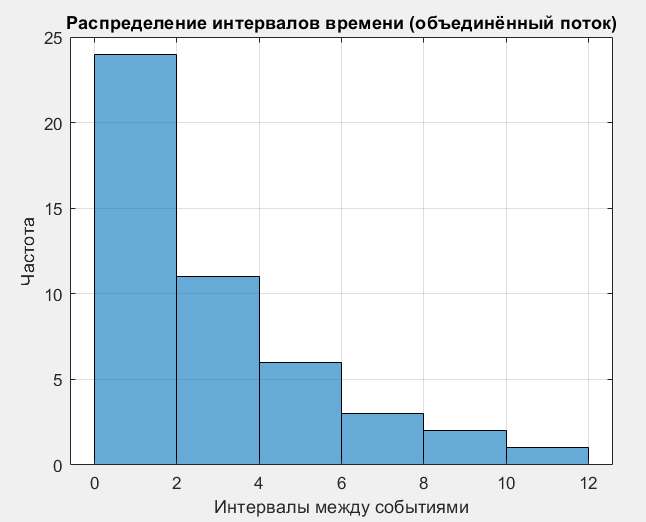 Распределение интервалов времени (объединённый поток)
25
20
15
10
5
0
Частота
0 2 4 6 8 10 12
Интервалы между событиями